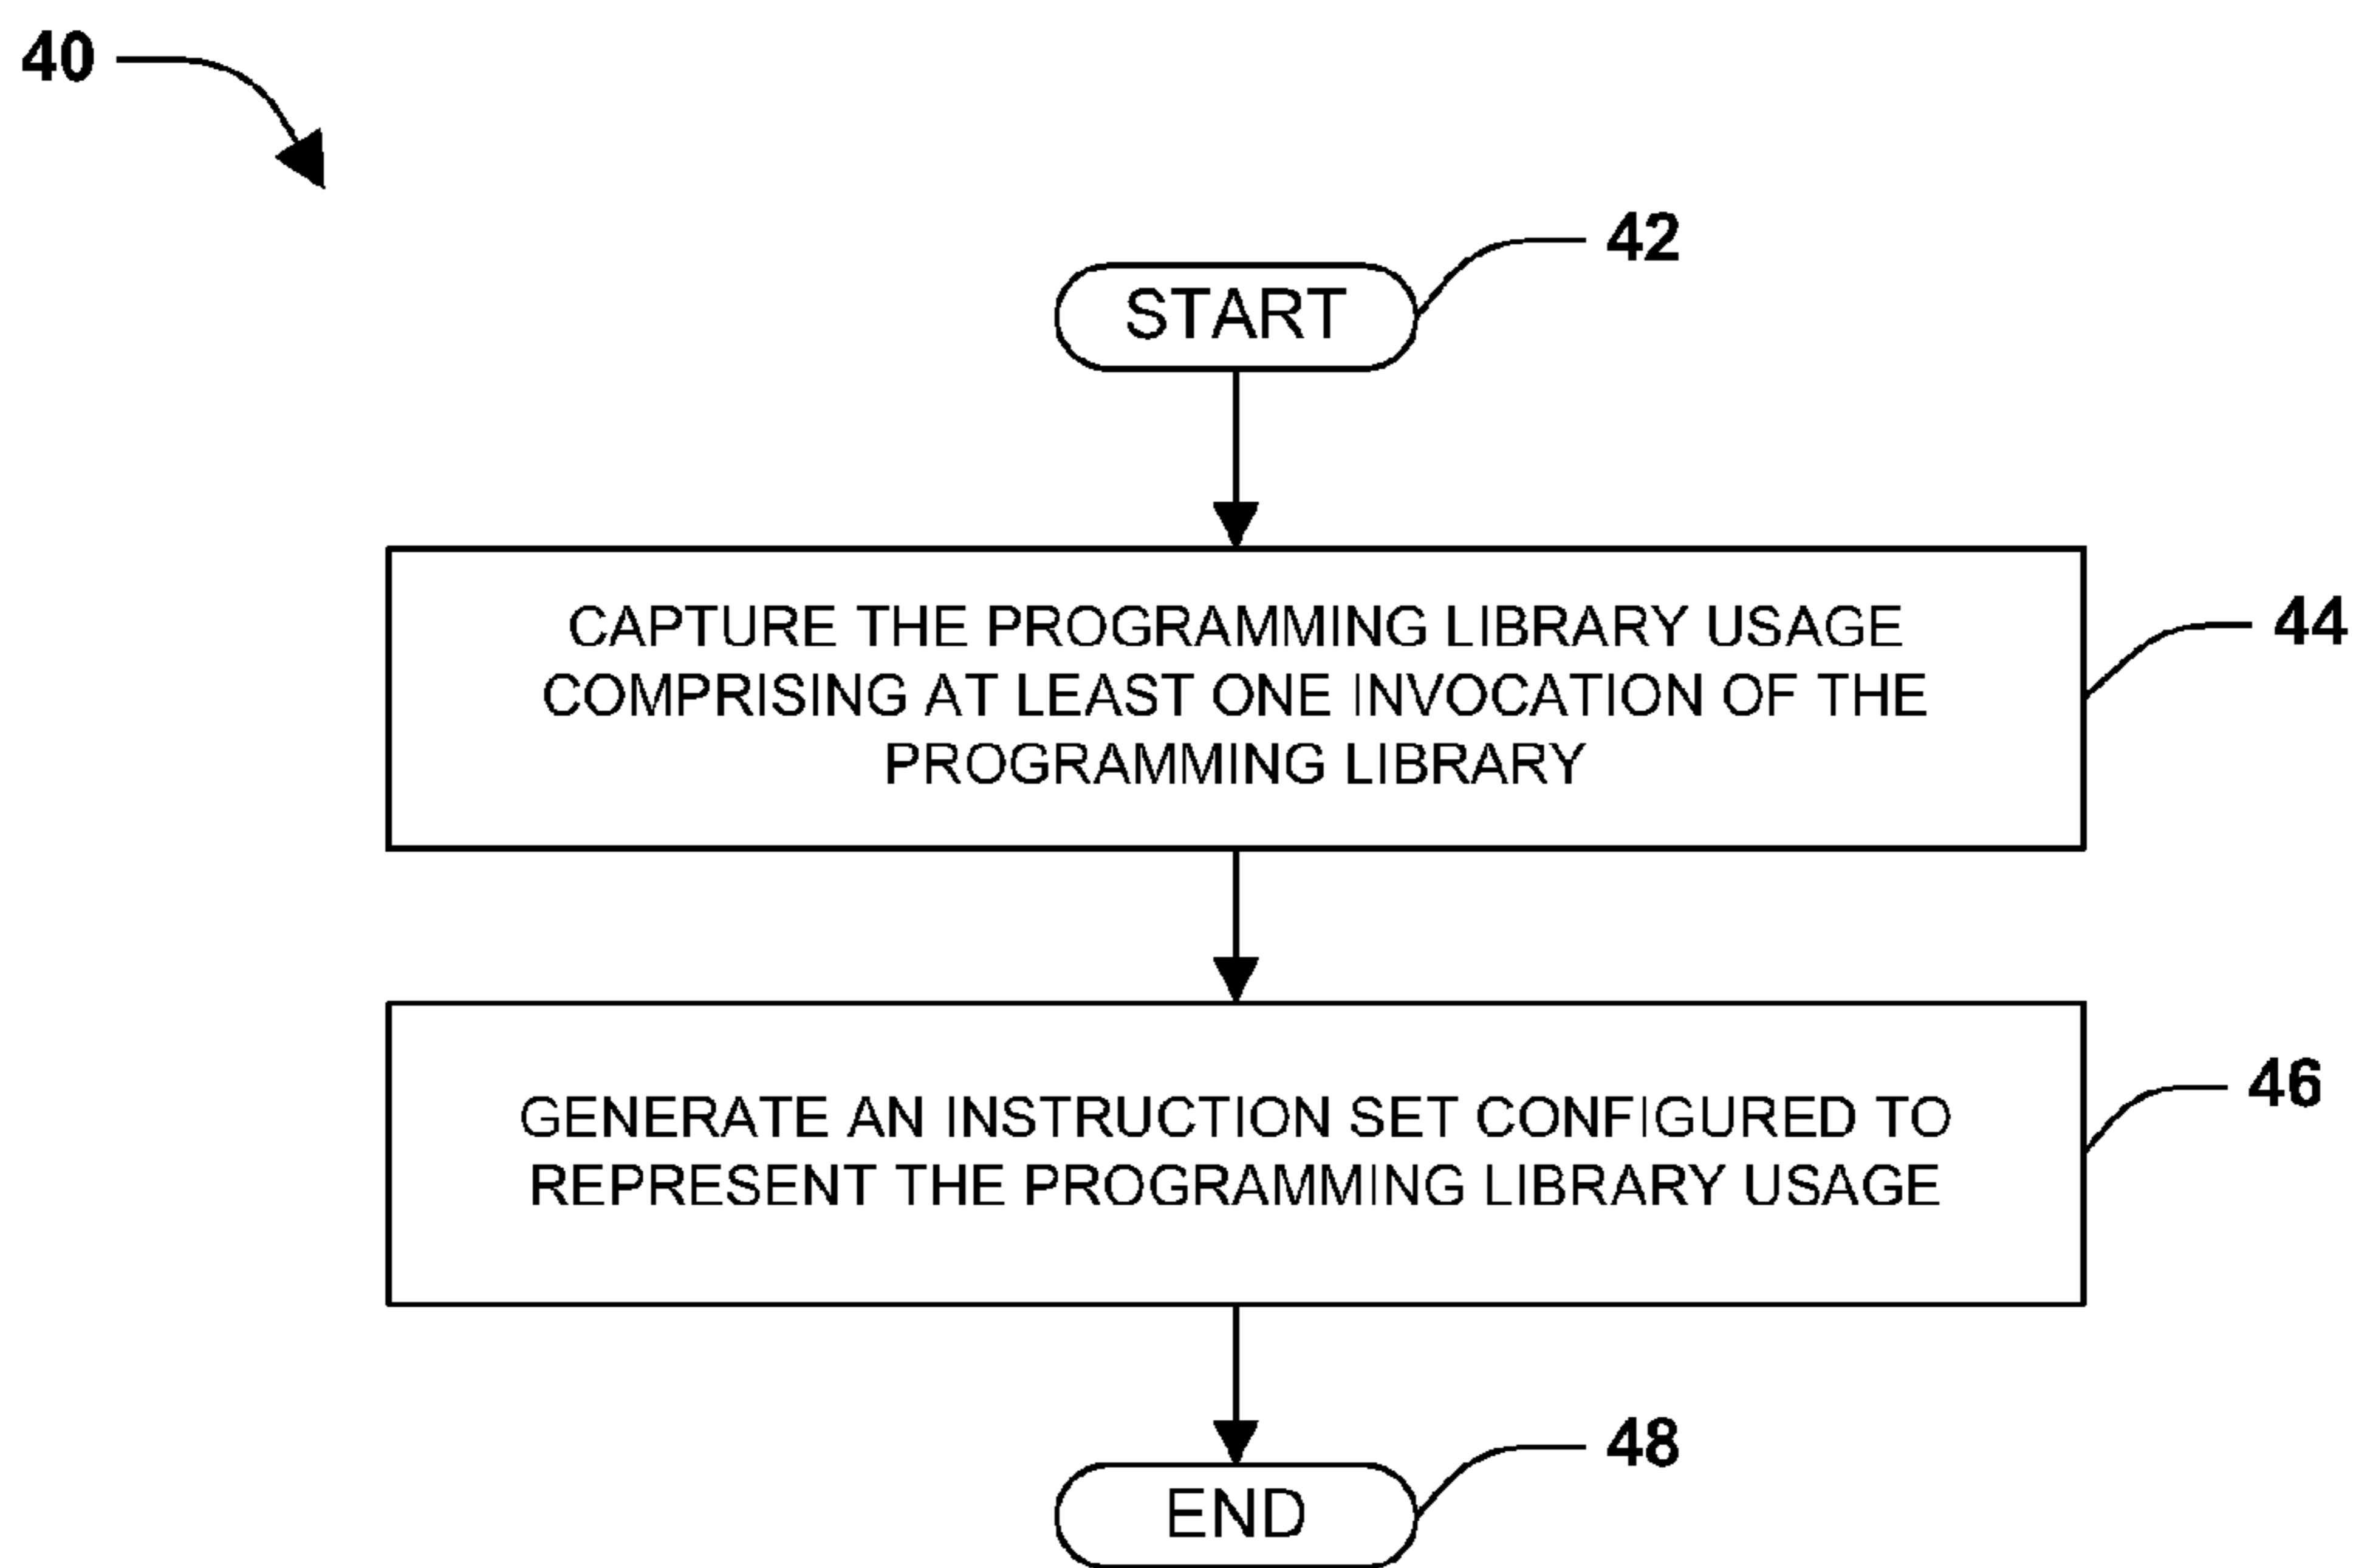 40
42
START
CAPTURE THE PROGRAMMING LIBRARY USAGE
COMPRISING AT LEAST ONE INVOCATION OF THE
PROGRAMMING LIBRARY
44
GENERATE AN INSTRUCTION SET CONFIGURED TO
REPRESENT THE PROGRAMMING LIBRARY USAGE
46
48
END